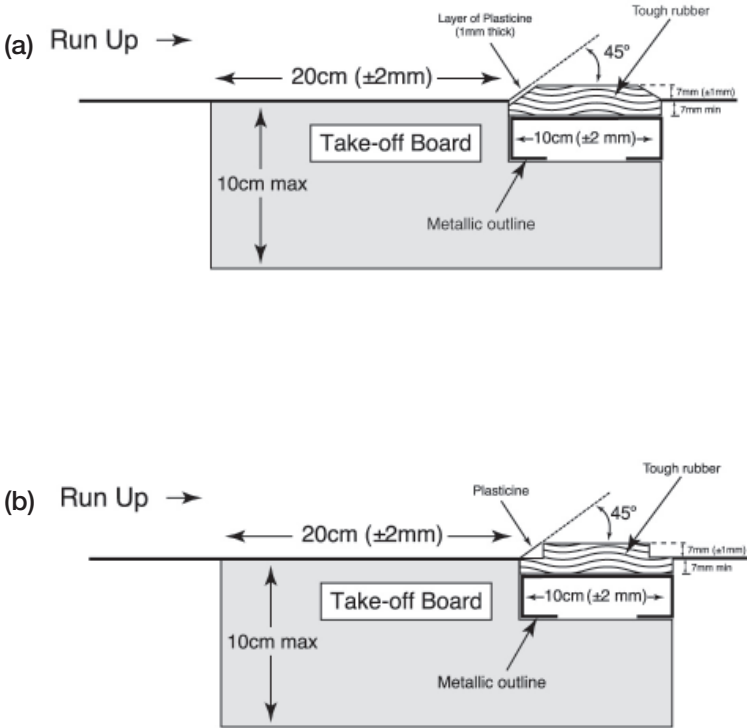 (a) Run Up
Layer of Plasticine
(1mm thick)
Tough rubber
45º
20cm (±2mm)
7mm (±1mm)
7mm min
Take-off Board
10cm (±2 mm)
10cm max
Metallic outline
(b) Run Up
Plasticine
Tough rubber
45º
20cm (±2mm)
7mm (±1mm)
7mm min
Take-off Board
10cm (±2 mm)
10cm max
Metallic outline